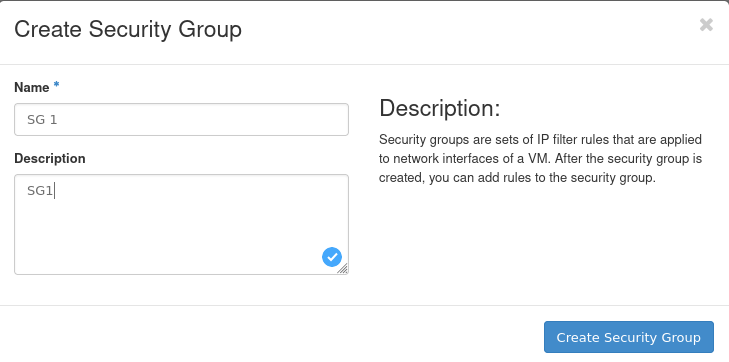 Create Security Group
Name *
SG 1
Description
SG1
Description:
Security groups are sets of IP filter rules that are applied
to network interfaces of a VM. After the security group is
created, you can add rules to the security group.
Create Security Group